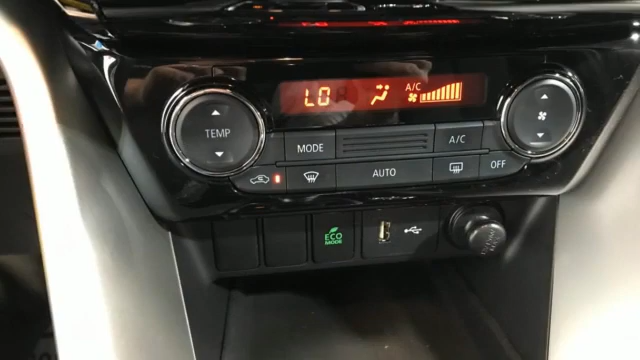 LO A/C
TEMP
MODE A/C
AUTO OFF
ECO
MODE